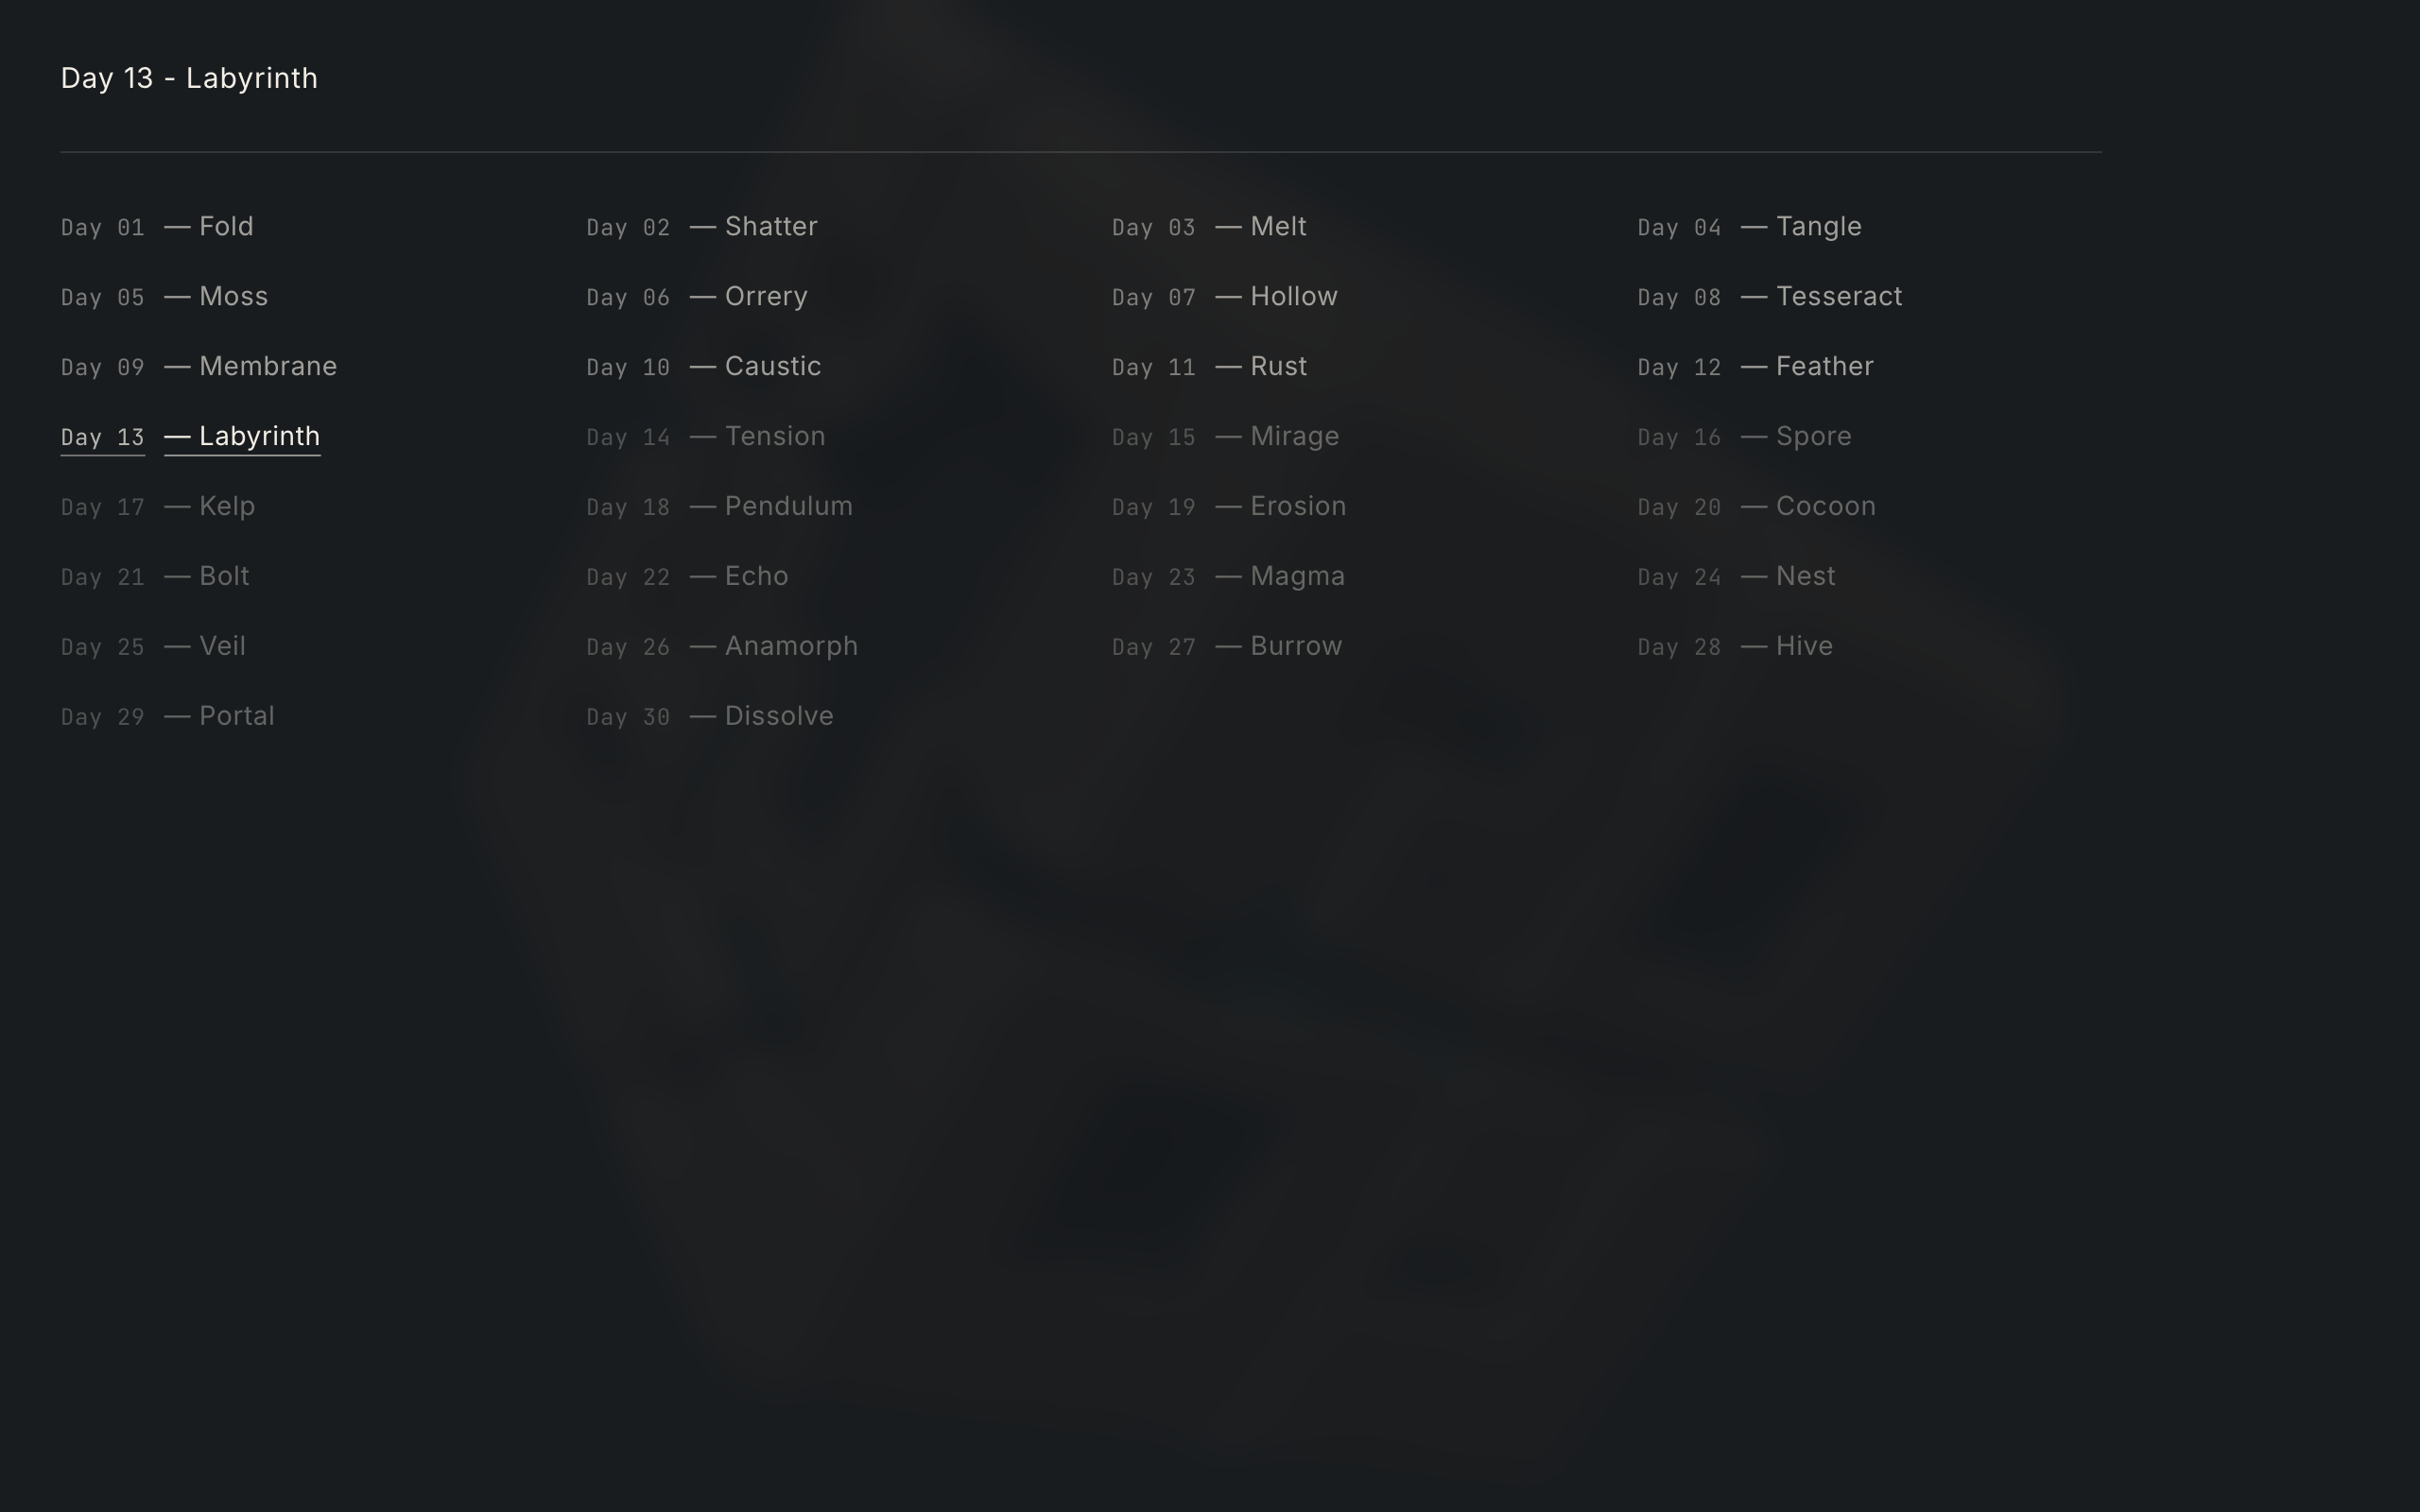 Day 13 - Labyrinth
Day 01 — Fold Day 02 — Shatter Day 03 — Melt Day 04 — Tangle
Day 05 — Moss Day 06 — Orrery Day 07 — Hollow Day 08 — Tesseract
Day 09 — Membrane Day 10 — Caustic Day 11 — Rust Day 12 — Feather
Day 13 — Labyrinth Day 14 — Tension Day 15 — Mirage Day 16 — Spore
Day 17 — Kelp Day 18 — Pendulum Day 19 — Erosion Day 20 — Cocoon
Day 21 — Bolt Day 22 — Echo Day 23 — Magma Day 24 — Nest
Day 25 — Veil Day 26 — Anamorph Day 27 — Burrow Day 28 — Hive
Day 29 — Portal Day 30 — Dissolve